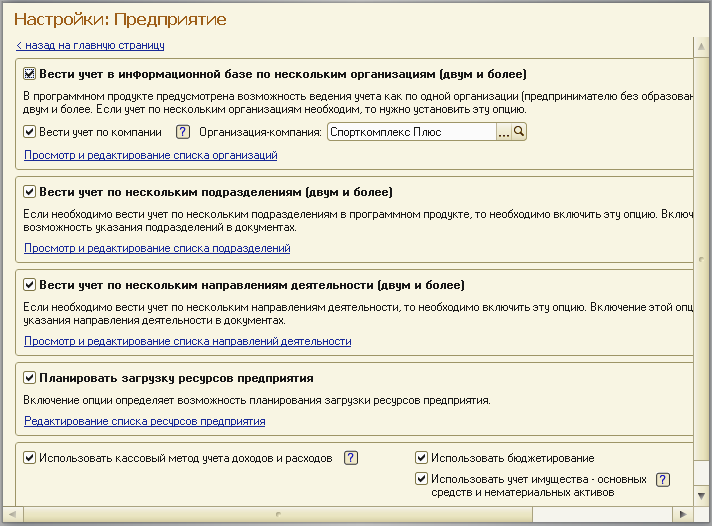 Настройки: Предприятие
< назад на главную страницу
Вести учет в информационной базе по нескольким организациям (двум и более)
В программном продукте предусмотрена возможность ведения учета как по одной организации (предпринимателю без образован
двум и более. Если учет по нескольким организациям необходим, то нужно установить эту опцию.
Вести учет по компании ? Организация-компания: Спорткомплекс Плюс ...
Просмотр и редактирование списка организаций
Вести учет по нескольким подразделениям (двум и более)
Если необходимо вести учет по нескольким подразделениям в программном продукте, то необходимо включить эту опцию. Включ
возможность указания подразделений в документах.
Просмотр и редактирование списка подразделений
Вести учет по нескольким направлениям деятельности (двум и более)
Если необходимо вести учет по нескольким направлениям деятельности, то необходимо включить эту опцию. Включение этой опц
указания направления деятельности в документах.
Просмотр и редактирование списка направлений деятельности
Планировать загрузку ресурсов предприятия
Включение опции определяет возможность планирования загрузки ресурсов предприятия.
Редактирование списка ресурсов предприятия
Использовать кассовый метод учета доходов и расходов ? Использовать бюджетирование
Использовать учет имущества - основных ?
средств и нематериальных активов